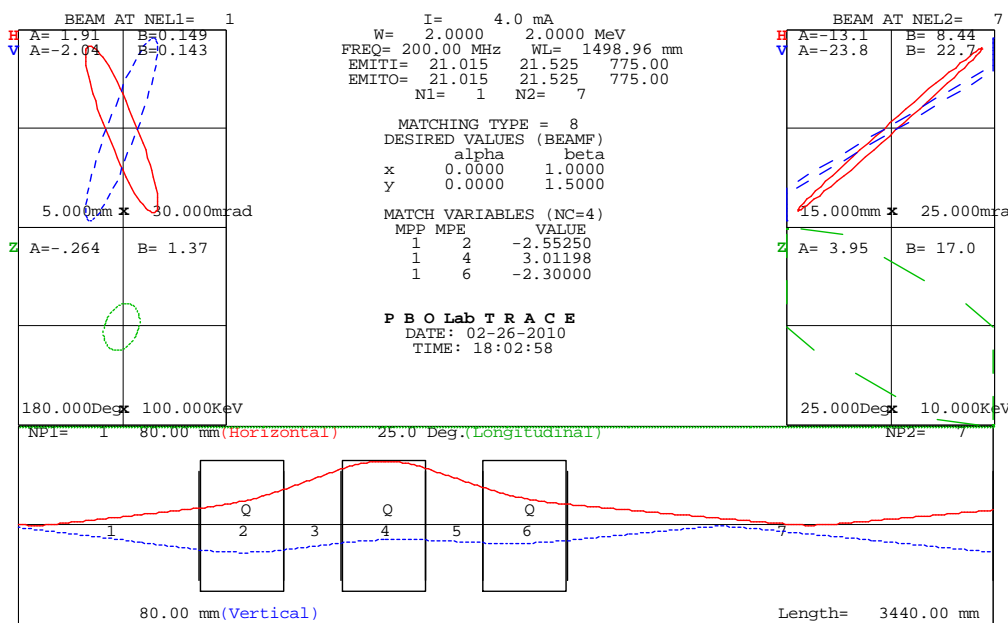 BEAM AT NEL1= 1
H A= 1.91 B=0.149
V A=-2.04 B=0.143
5.000mm x 30.000mrad
Z A=-.264 B= 1.37
180.000Deg x 100.000KeV
I= 4.0 mA
W= 2.0000 2.0000 MeV
FREQ= 200.00 MHz WL= 1498.96 mm
EMITI= 21.015 21.525 775.00
EMITO= 21.015 21.525 775.00
N1= 1 N2= 7
MATCHING TYPE = 8
DESIRED VALUES (BEAMF)
alpha beta
x 0.0000 1.0000
y 0.0000 1.5000
MATCH VARIABLES (NC=4)
MPP MPE VALUE
1 2 -2.55250
1 4 3.01198
1 6 -2.30000
P B O Lab T R A C E
DATE: 02-26-2010
TIME: 18:02:58
BEAM AT NEL2= 7
H A=-13.1 B= 8.44
V A=-23.8 B= 22.7
15.000mm x 25.000mrad
Z A= 3.95 B= 17.0
25.000Deg x 10.000KeV
NP1= 1 80.00 mm(Horizontal) 25.0 Deg.(Longitudinal) NP2= 7
Q Q Q
1 2 3 4 5 6 7
80.00 mm(Vertical) Length= 3440.00 mm